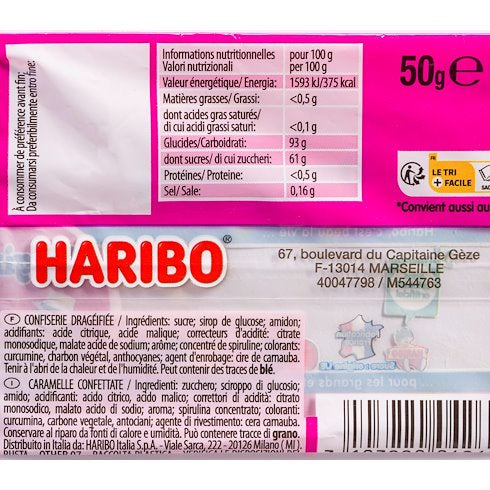 À consommer de préférence avant fin;
Da consumarsi preferibilmente entro fine:
Informations nutritionnelles pour 100 g
Valori nutrizionali per 100 g
Valeur énergétique/ Energia: 1593 kJ/375 kcal
Matières grasses/ Grassi: <0,5 g
dont acides gras saturés/
di cui acidi grassi saturi: <0,1 g
Glucides/Carboidrati: 93 g
dont sucres/ di cui zuccheri: 61 g
Protéines/ Proteine: <0,5 g
Sel/ Sale: 0,16 g
50g e
FR
LE TRI
+ FACILE
*Convient aussi au
HARIBO®
67, boulevard du Capitaine Gèze
F-13014 MARSEILLE
40047798 / M544763
F CONFISERIE DRAGÉIFIÉE / Ingrédients: sucre; sirop de glucose; amidon;
acidifiants: acide citrique, acide malique; correcteurs d'acidité: citrate
monosodique, malate acide de sodium; arôme; concentré de spiruline; colorants:
curcumine, charbon végétal, anthocyanes; agent d'enrobage: cire de carnauba.
Tenir à l'abri de la chaleur et de l'humidité. Peut contenir des traces de blé.
I CARAMELLE CONFETTATE / Ingredienti: zucchero; sciroppo di glucosio;
amido; acidificanti: acido citrico, acido malico; correttori di acidità: citrato
monosodico, malato acido di sodio; aroma; spirulina concentrato; coloranti:
curcumina, carbone vegetale, antociani; agente di rivestimento: cera carnauba.
Conservare al riparo da fonti di calore e umidità. Può contenere tracce di grano.
Distribuito in Italia da: HARIBO Italia S.p.A. - Viale Sarca, 222 - 20126 Milano ( MI ).